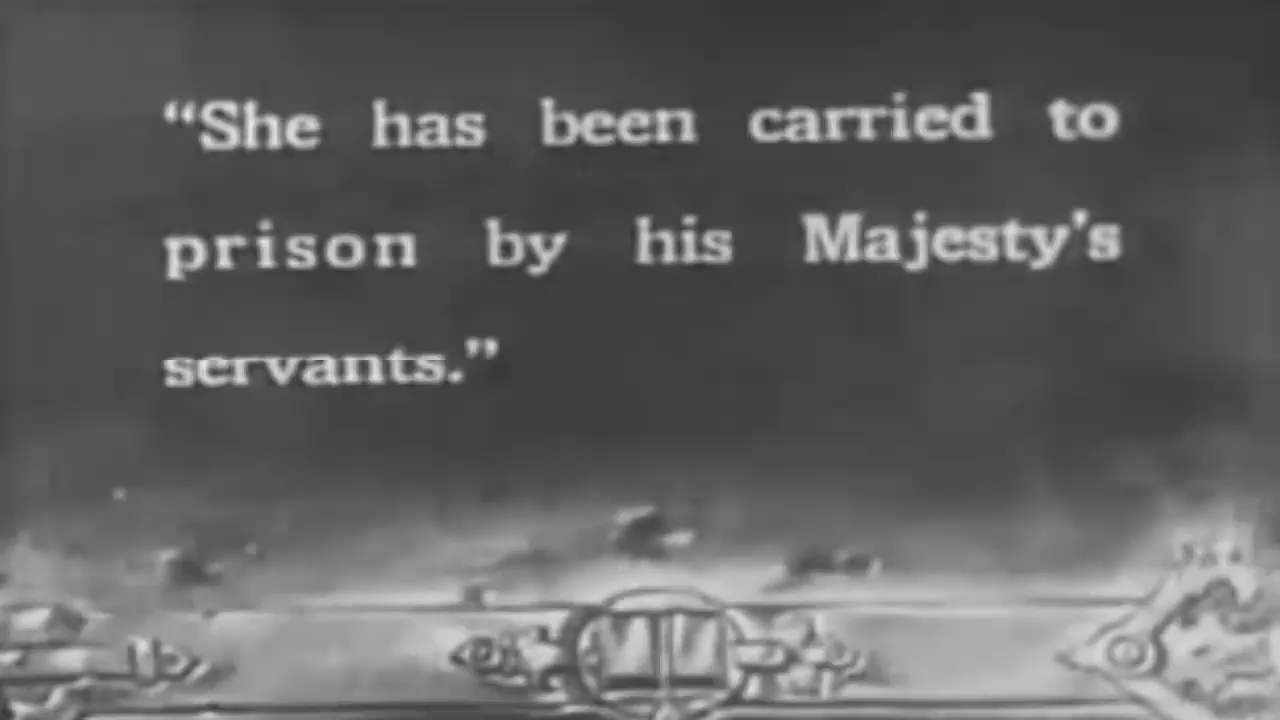 “She has been carried to
prison by his Majesty’s
servants.”